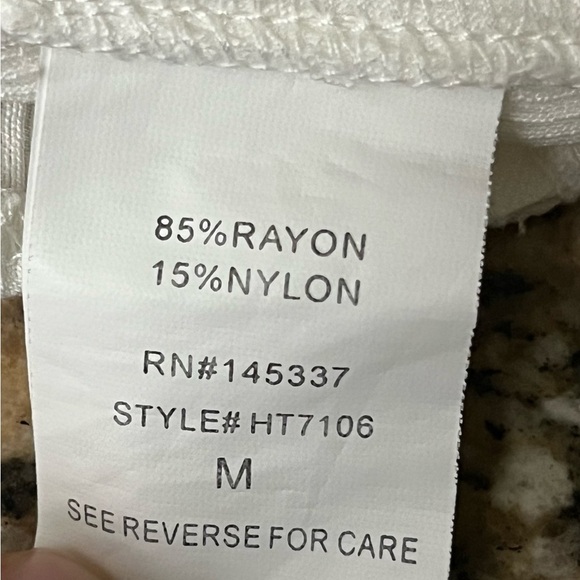 85%RAYON
15%NYLON
RN#145337
STYLE# HT7106
M
SEE REVERSE FOR CARE